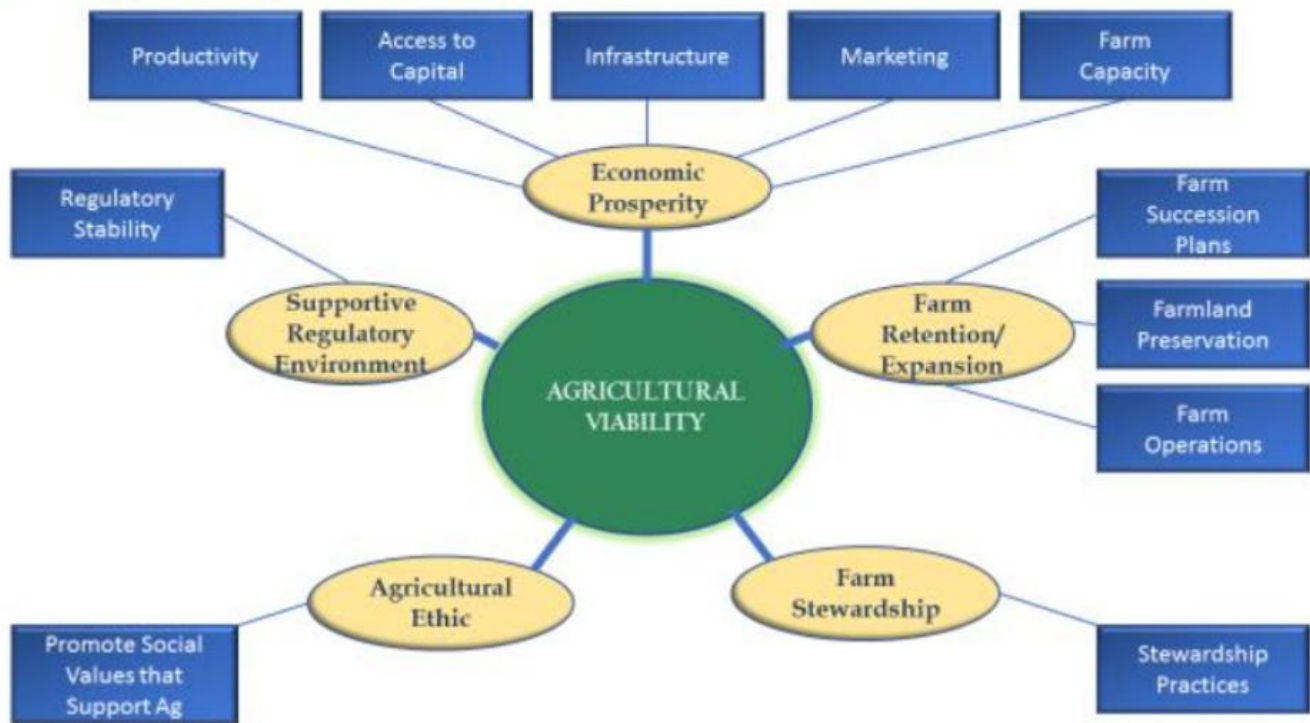 Productivity
Access to
Capital
Infrastructure
Marketing
Farm
Capacity
Economic
Prosperity
Regulatory
Stability
Farm
Succession
Plans
Supportive
Regulatory
Environment
Farm
Retention/
Expansion
Farmland
Preservation
AGRICULTURAL
VIABILITY
Farm
Operations
Agricultural
Ethic
Farm
Stewardship
Promote Social
Values that
Support Ag
Stewardship
Practices